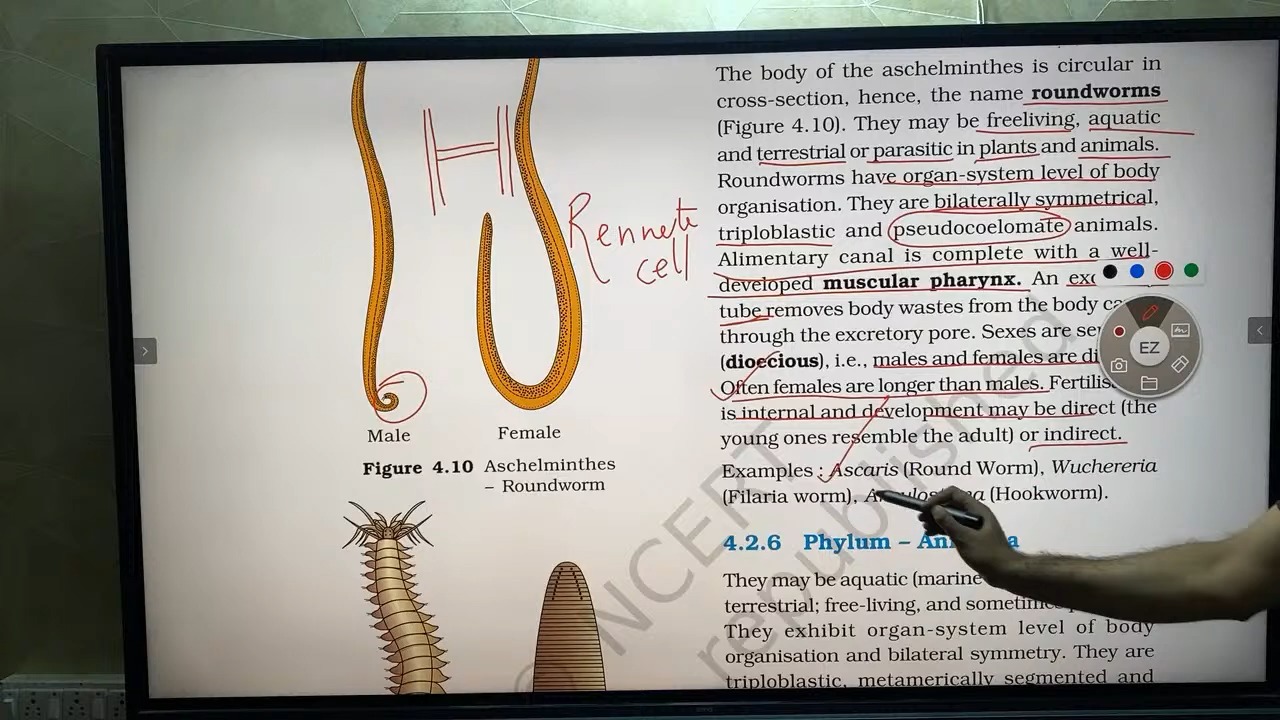 The body of the aschelminthes is circular in
cross-section, hence, the name roundworms
(Figure 4.10). They may be freeliving, aquatic
and terrestrial or parasitic in plants and animals.
Roundworms have organ-system level of body
organisation. They are bilaterally symmetrical,
triploblastic and pseudocoelomate animals.
Alimentary canal is complete with a well-
developed muscular pharynx. An
tube removes body wastes from the body
through the excretory pore. Sexes are
(dioecious), i.e., males and females are
Often females are longer than males.
is internal and development may be direct (the
young ones resemble the adult) or indirect.
Examples : Ascaris (Round Worm), Wuchereria
(Filaria worm), (Hookworm).
4.2.6 Phylum –
They may be aquatic (marine
terrestrial; free-living, and
They exhibit organ-system level of body
organisation and bilateral symmetry. They are
triploblastic, metamerically segmented and
H
Rennete
cell
Male
Female
Figure 4.10 Aschelminthes
– Roundworm
EZ
© NCERT
republished